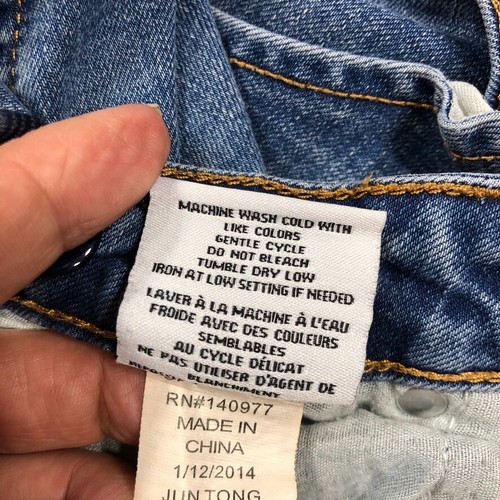 MACHINE WASH COLD WITH
LIKE COLORS
GENTLE CYCLE
DO NOT BLEACH
TUMBLE DRY LOW
IRON AT LOW SETTING IF NEEDED
LAVER À LA MACHINE À L'EAU
FROIDE AVEC DES COULEURS
SEMBLABLES
AU CYCLE DÉLICAT
NE PAS UTILISER D'AGENT DE
BLANCHIMENT
RN#140977
MADE IN
CHINA
1/12/2014
JUN TONG